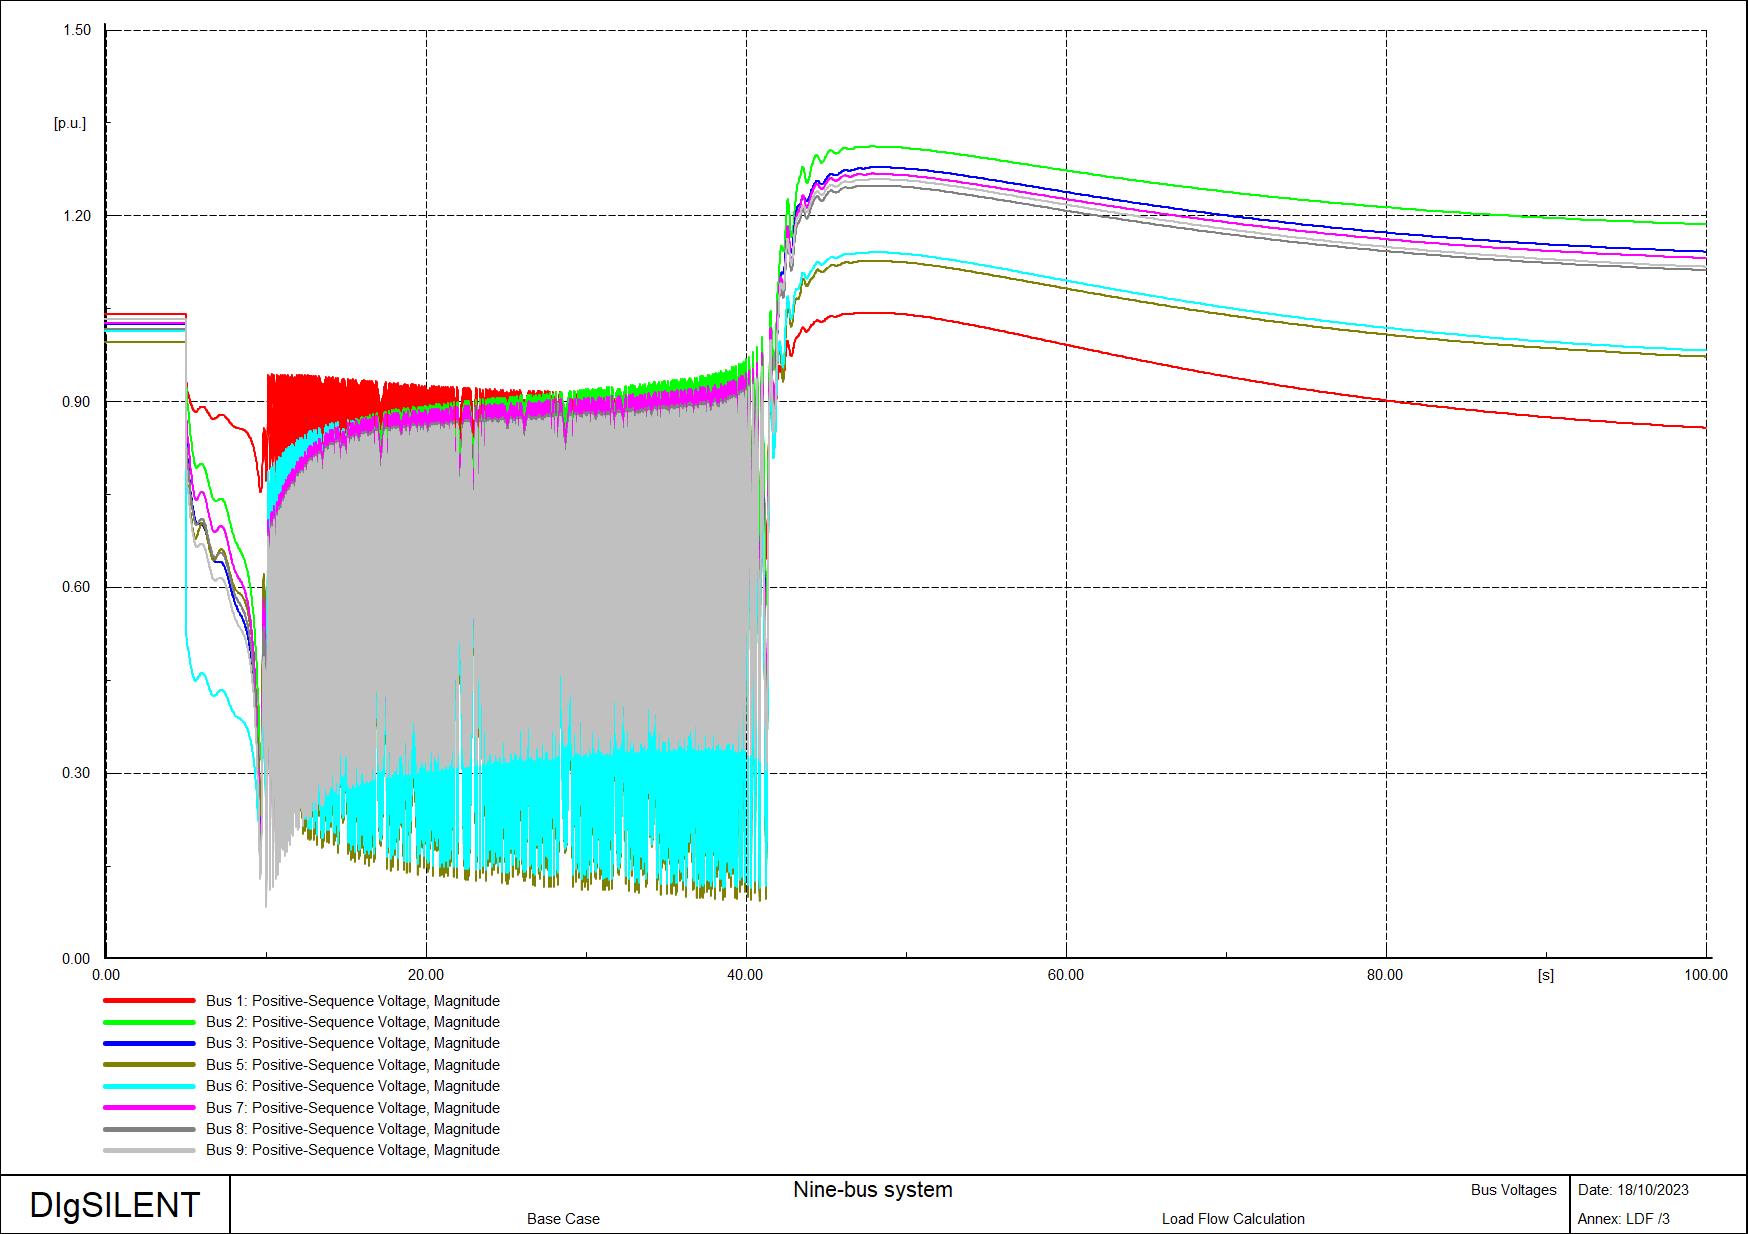 1.50
[p.u.]
1.20
0.90
0.60
0.30
0.00
0.00 20.00 40.00 60.00 80.00 [s] 100.00
Bus 1: Positive-Sequence Voltage, Magnitude
Bus 2: Positive-Sequence Voltage, Magnitude
Bus 3: Positive-Sequence Voltage, Magnitude
Bus 5: Positive-Sequence Voltage, Magnitude
Bus 6: Positive-Sequence Voltage, Magnitude
Bus 7: Positive-Sequence Voltage, Magnitude
Bus 8: Positive-Sequence Voltage, Magnitude
Bus 9: Positive-Sequence Voltage, Magnitude
DIgSILENT
Nine-bus system
Base Case
Load Flow Calculation
Bus Voltages
Date: 18/10/2023
Annex: LDF /3